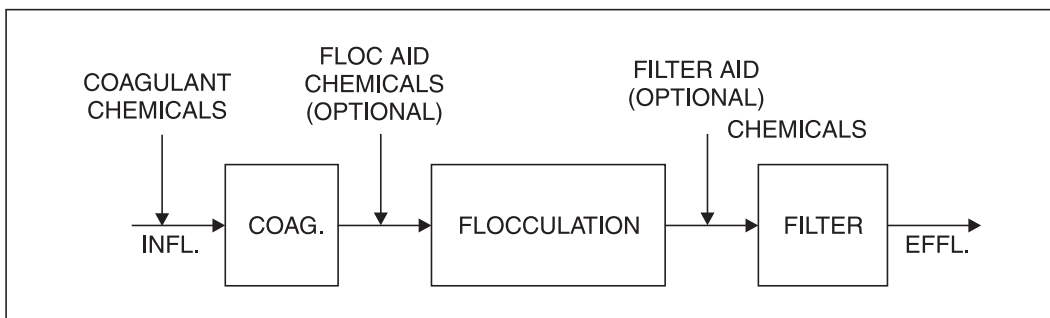 COAGULANT
CHEMICALS
FLOC AID
CHEMICALS
(OPTIONAL)
FILTER AID
(OPTIONAL)
CHEMICALS
INFL.
COAG.
FLOCCULATION
FILTER
EFFL.